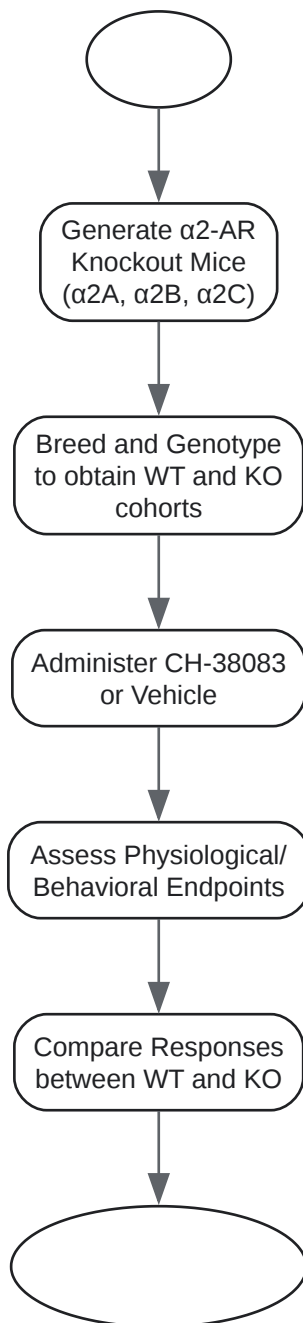 Generate α2-AR
Knockout Mice
(α2A, α2B, α2C)
Breed and Genotype
to obtain WT and KO
cohorts
Administer CH-38083
or Vehicle
Assess Physiological/
Behavioral Endpoints
Compare Responses
between WT and KO